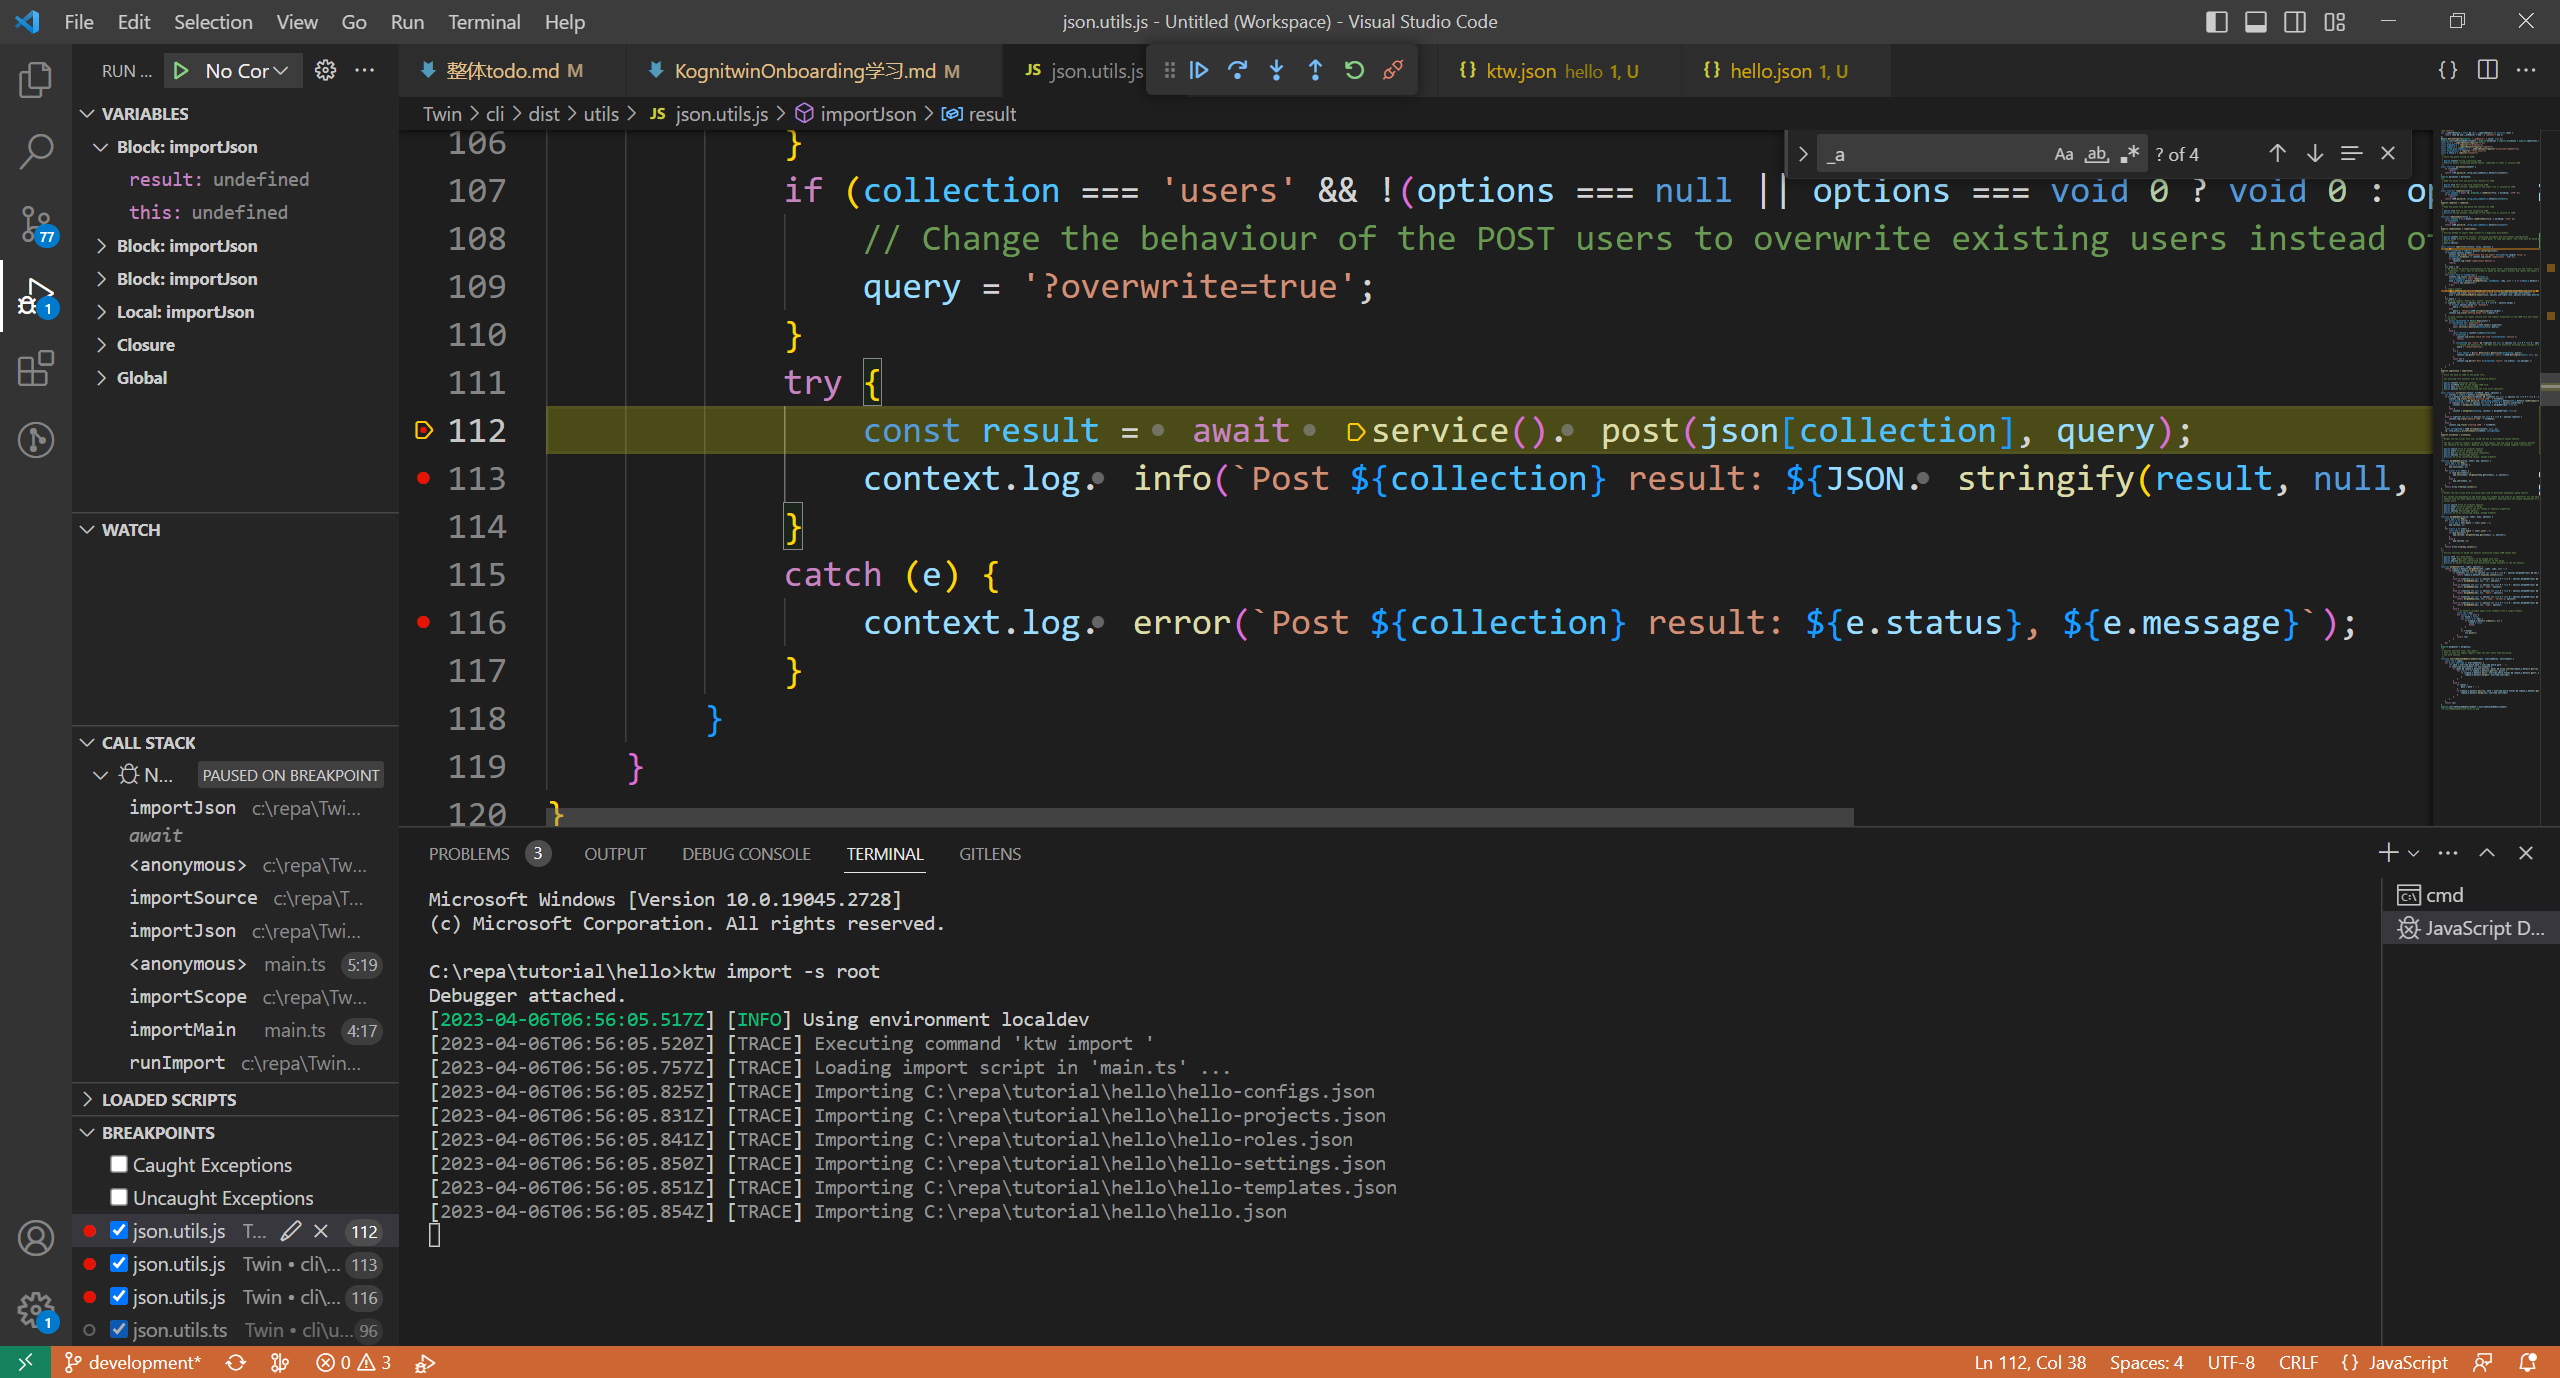 File Edit Selection View Go Run Terminal Help
json.utils.js - Untitled (Workspace) - Visual Studio Code
RUN ... No Cor
整体todo.md M
KognitwinOnboarding学习.md M
JS json.utils.js
{} ktw.json hello 1, U
{} hello.json 1, U
VARIABLES
Block: importJson
result: undefined
this: undefined
Block: importJson
Block: importJson
Local: importJson
Closure
Global
WATCH
CALL STACK
N... PAUSED ON BREAKPOINT
importJson c:\repa\Twi...
await
<anonymous> c:\repa\Tw...
importSource c:\repa\T...
importJson c:\repa\Twi...
<anonymous> main.ts 5:19
importScope c:\repa\Tw...
importMain main.ts 4:17
runImport c:\repa\Twin...
LOADED SCRIPTS
BREAKPOINTS
Caught Exceptions
Uncaught Exceptions
json.utils.js T... 112
json.utils.js Twin • cli\... 113
json.utils.js Twin • cli\... 116
json.utils.ts Twin • cli\u... 96
77
1
1
Twin > cli > dist > utils > JS json.utils.js > importJson > result
_a Aa ab ? of 4
106 }
107 if (collection === 'users' && !(options === null || options === void 0 ? void 0 : op
108 // Change the behaviour of the POST users to overwrite existing users instead of
109 query = '?overwrite=true';
110 }
111 try {
112 const result = await service(). post(json[collection], query);
113 context.log. info(`Post ${collection} result: ${JSON. stringify(result, null,
114 }
115 catch (e) {
116 context.log. error(`Post ${collection} result: ${e.status}, ${e.message}`);
117 }
118 }
119 }
120 }
PROBLEMS 3 OUTPUT DEBUG CONSOLE TERMINAL GITLENS
Microsoft Windows [Version 10.0.19045.2728]
(c) Microsoft Corporation. All rights reserved.
C:\repa\tutorial\hello>ktw import -s root
Debugger attached.
[2023-04-06T06:56:05.517Z] [INFO] Using environment localdev
[2023-04-06T06:56:05.520Z] [TRACE] Executing command 'ktw import '
[2023-04-06T06:56:05.757Z] [TRACE] Loading import script in 'main.ts' ...
[2023-04-06T06:56:05.825Z] [TRACE] Importing C:\repa\tutorial\hello\hello-configs.json
[2023-04-06T06:56:05.831Z] [TRACE] Importing C:\repa\tutorial\hello\hello-projects.json
[2023-04-06T06:56:05.841Z] [TRACE] Importing C:\repa\tutorial\hello\hello-roles.json
[2023-04-06T06:56:05.850Z] [TRACE] Importing C:\repa\tutorial\hello\hello-settings.json
[2023-04-06T06:56:05.851Z] [TRACE] Importing C:\repa\tutorial\hello\hello-templates.json
[2023-04-06T06:56:05.854Z] [TRACE] Importing C:\repa\tutorial\hello\hello.json
cmd
JavaScript D...
development* 0 3
Ln 112, Col 38 Spaces: 4 UTF-8 CRLF {} JavaScript